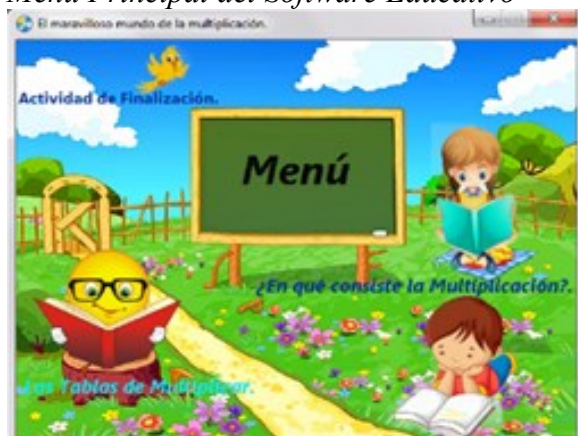 Menú Principal del Software Educativo
El maravilloso mundo de la multiplicación.
Actividad de Finalización.
Menú
¿En qué consiste la Multiplicación?.
Las Tablas de Multiplicar.